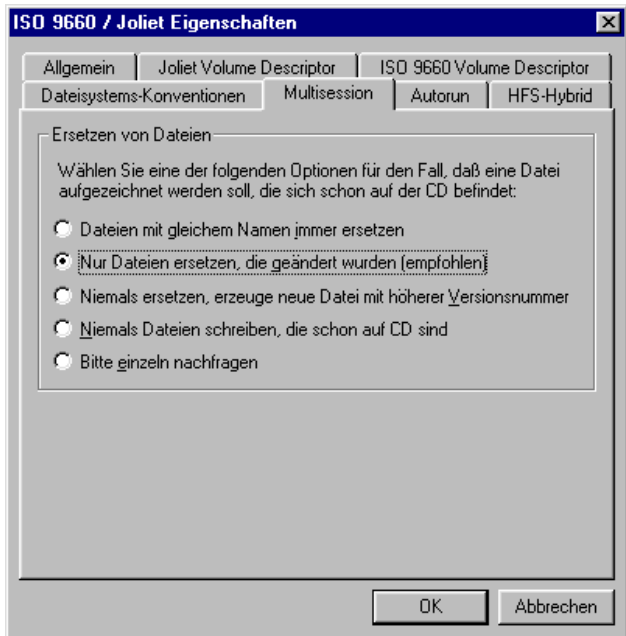 ISO 9660 / Joliet Eigenschaften
Allgemein
Joliet Volume Descriptor
ISO 9660 Volume Descriptor
Dateisystems-Konventionen
Multisession
Autorun
HFS-Hybrid
Ersetzen von Dateien
Wählen Sie eine der folgenden Optionen für den Fall, daß eine Datei
aufgezeichnet werden soll, die sich schon auf der CD befindet:
Dateien mit gleichem Namen immer ersetzen
Nur Dateien ersetzen, die geändert wurden (empfohlen)
Niemals ersetzen, erzeuge neue Datei mit höherer Versionsnummer
Niemals Dateien schreiben, die schon auf CD sind
Bitte einzeln nachfragen
OK
Abbrechen